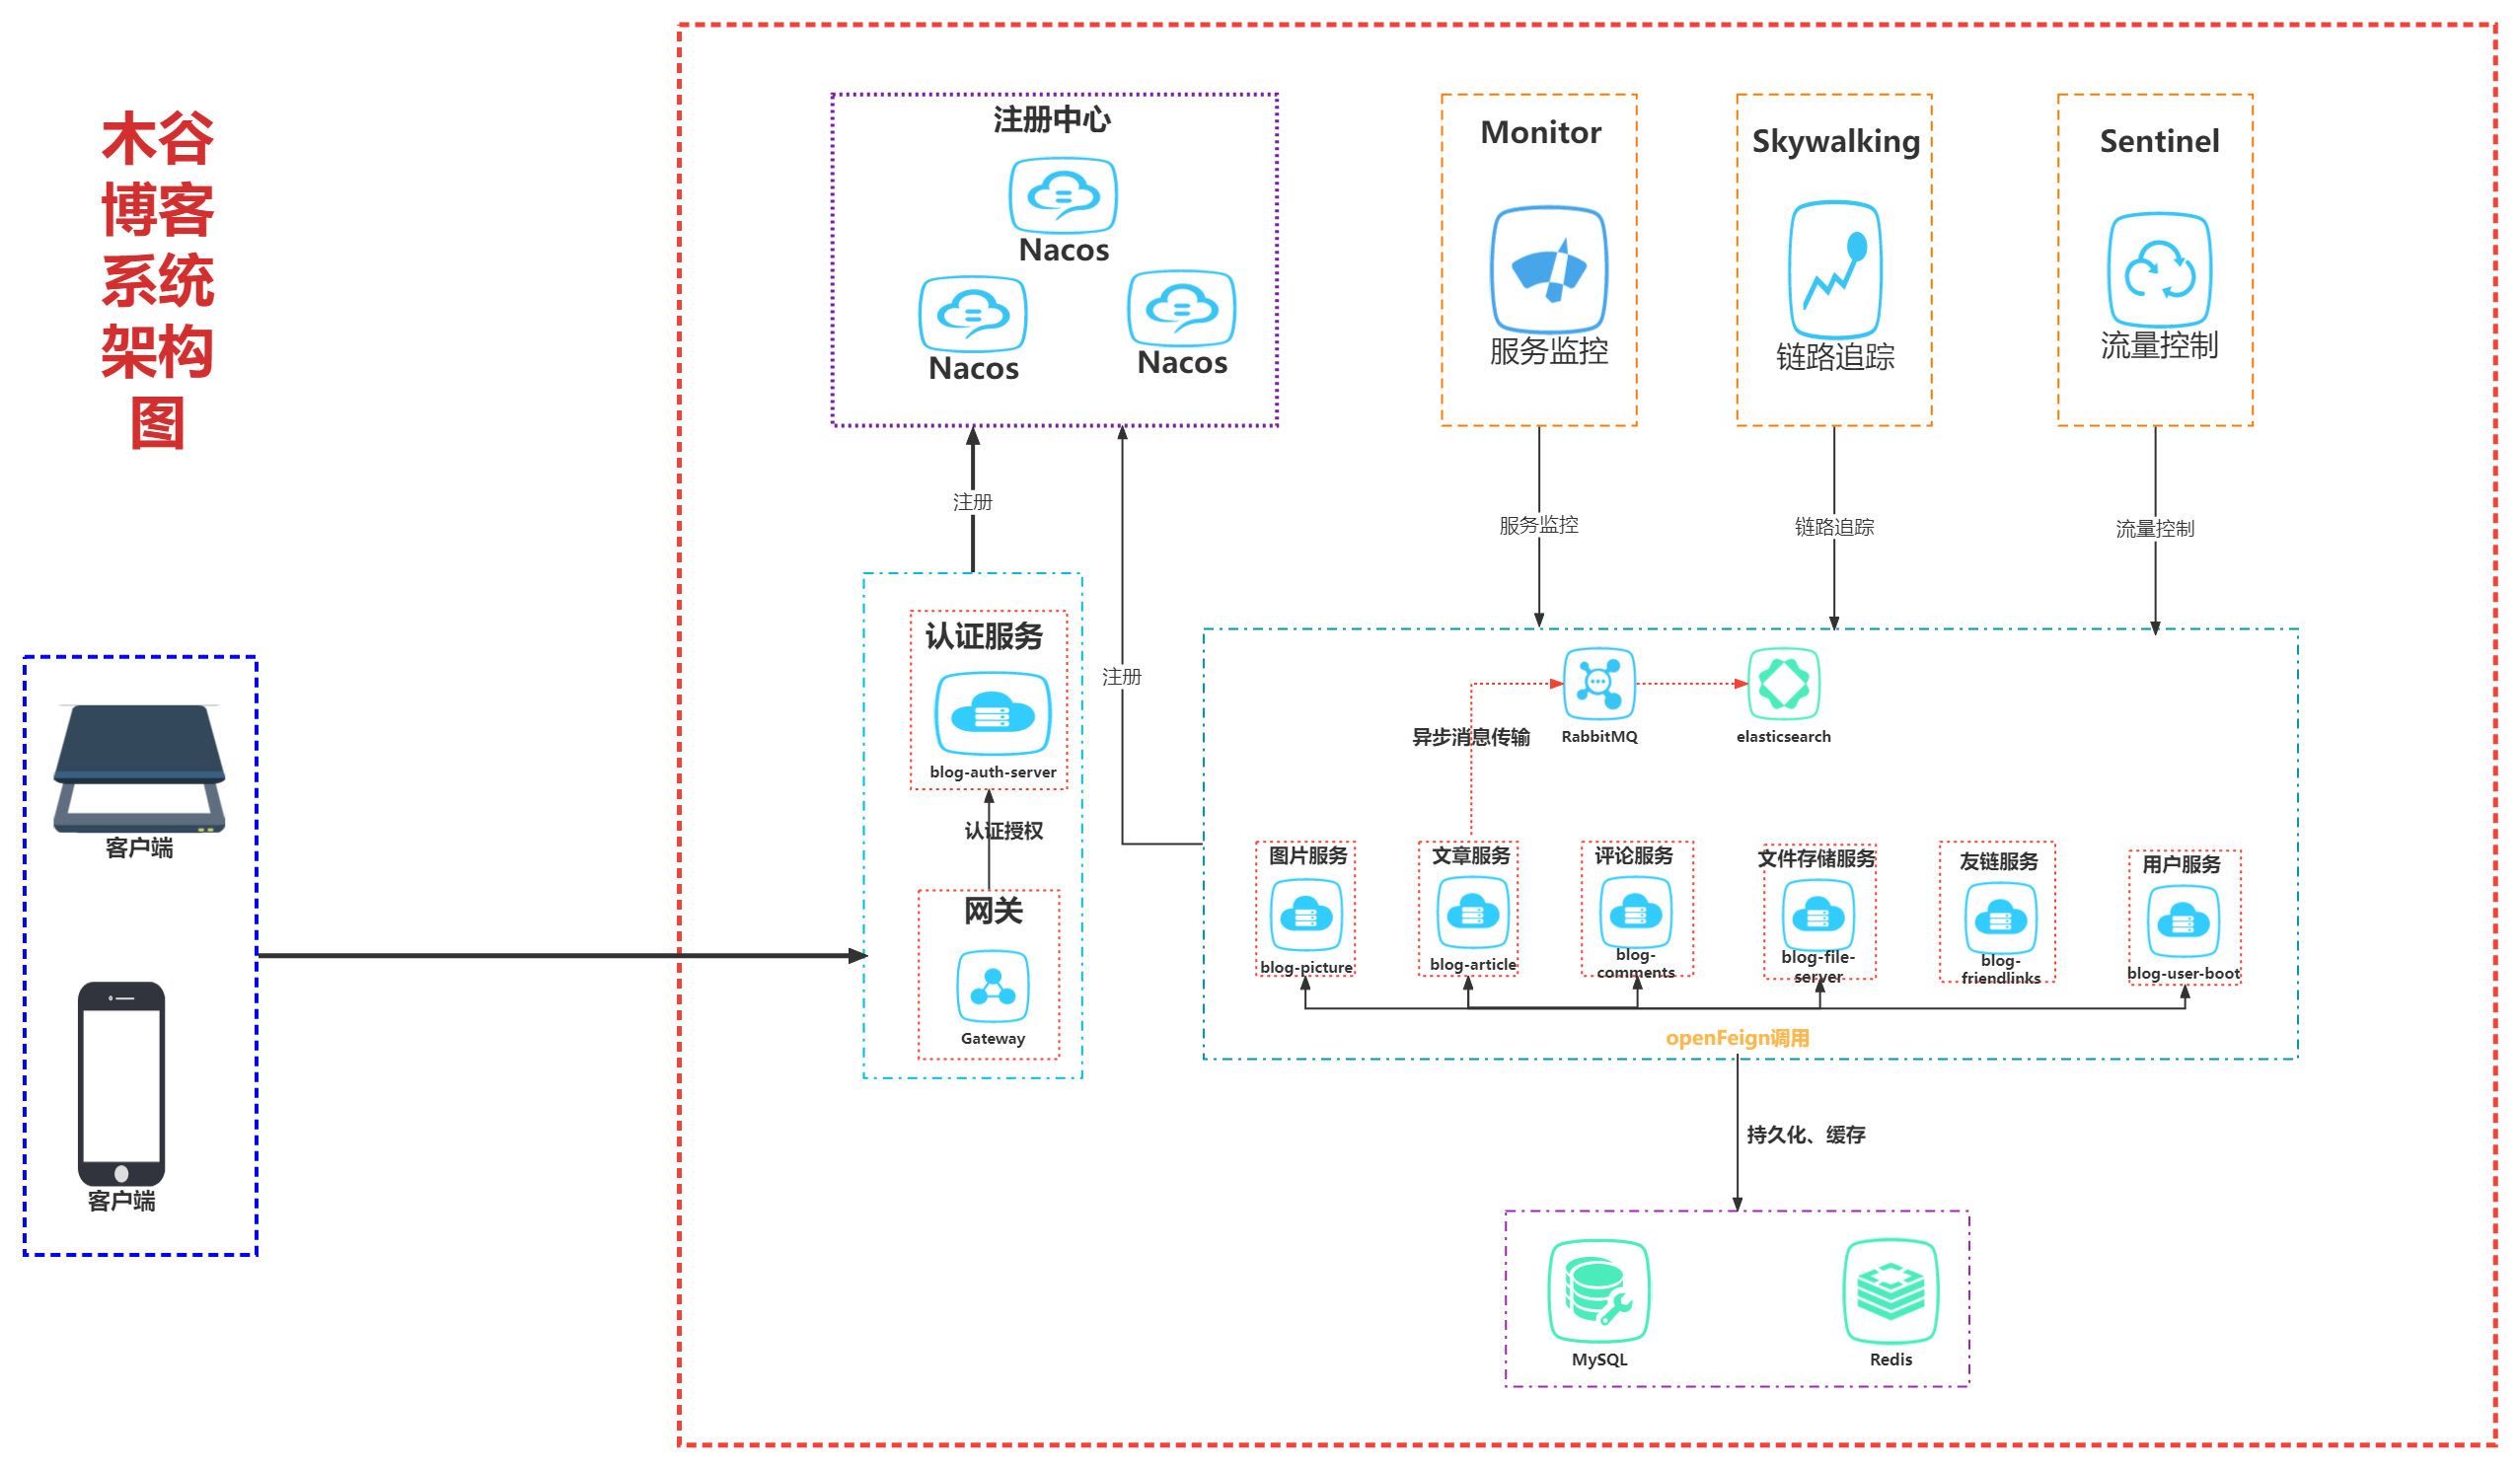 木谷
博客
系统
架构
图
注册中心
Nacos
Nacos
Nacos
Monitor
服务监控
Skywalking
链路追踪
Sentinel
流量控制
注册
注册
服务监控
链路追踪
流量控制
认证服务
blog-auth-server
认证授权
网关
Gateway
客户端
客户端
异步消息传输
RabbitMQ
elasticsearch
图片服务
blog-picture
文章服务
blog-article
评论服务
blog-
comments
文件存储服务
blog-file-
server
友链服务
blog-
friendlinks
用户服务
blog-user-boot
openFeign调用
持久化、缓存
MySQL
Redis